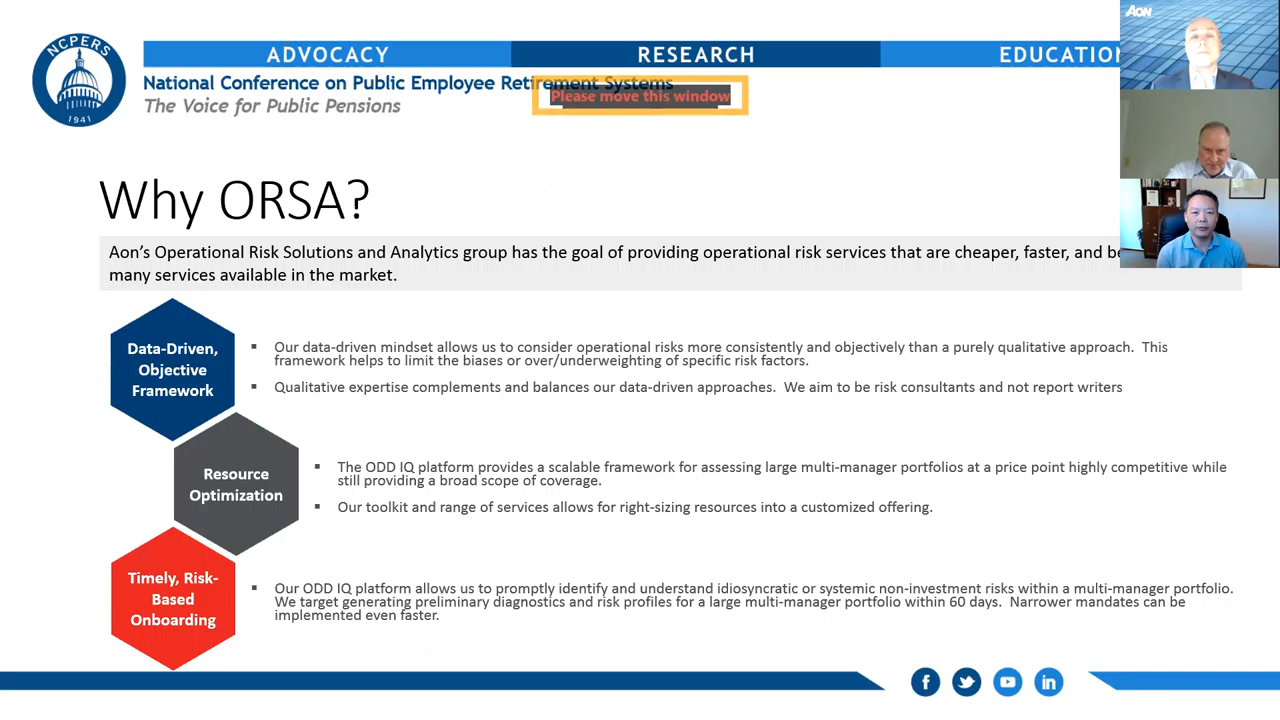 NCPERS
1941
ADVOCACY
RESEARCH
EDUCATION
National Conference on Public Employee Retirement Systems
The Voice for Public Pensions
Please move this window
AON
Why ORSA?
Aon's Operational Risk Solutions and Analytics group has the goal of providing operational risk services that are cheaper, faster, and
many services available in the market.
Data-Driven,
Objective
Framework
▪ Our data-driven mindset allows us to consider operational risks more consistently and objectively than a purely qualitative approach. This
framework helps to limit the biases or over/underweighting of specific risk factors.
▪ Qualitative expertise complements and balances our data-driven approaches. We aim to be risk consultants and not report writers
Resource
Optimization
▪ The ODD IQ platform provides a scalable framework for assessing large multi-manager portfolios at a price point highly competitive while
still providing a broad scope of coverage.
▪ Our toolkit and range of services allows for right-sizing resources into a customized offering.
Timely, Risk-
Based
Onboarding
▪ Our ODD IQ platform allows us to promptly identify and understand idiosyncratic or systemic non-investment risks within a multi-manager portfolio.
We target generating preliminary diagnostics and risk profiles for a large multi-manager portfolio within 60 days. Narrower mandates can be
implemented even faster.